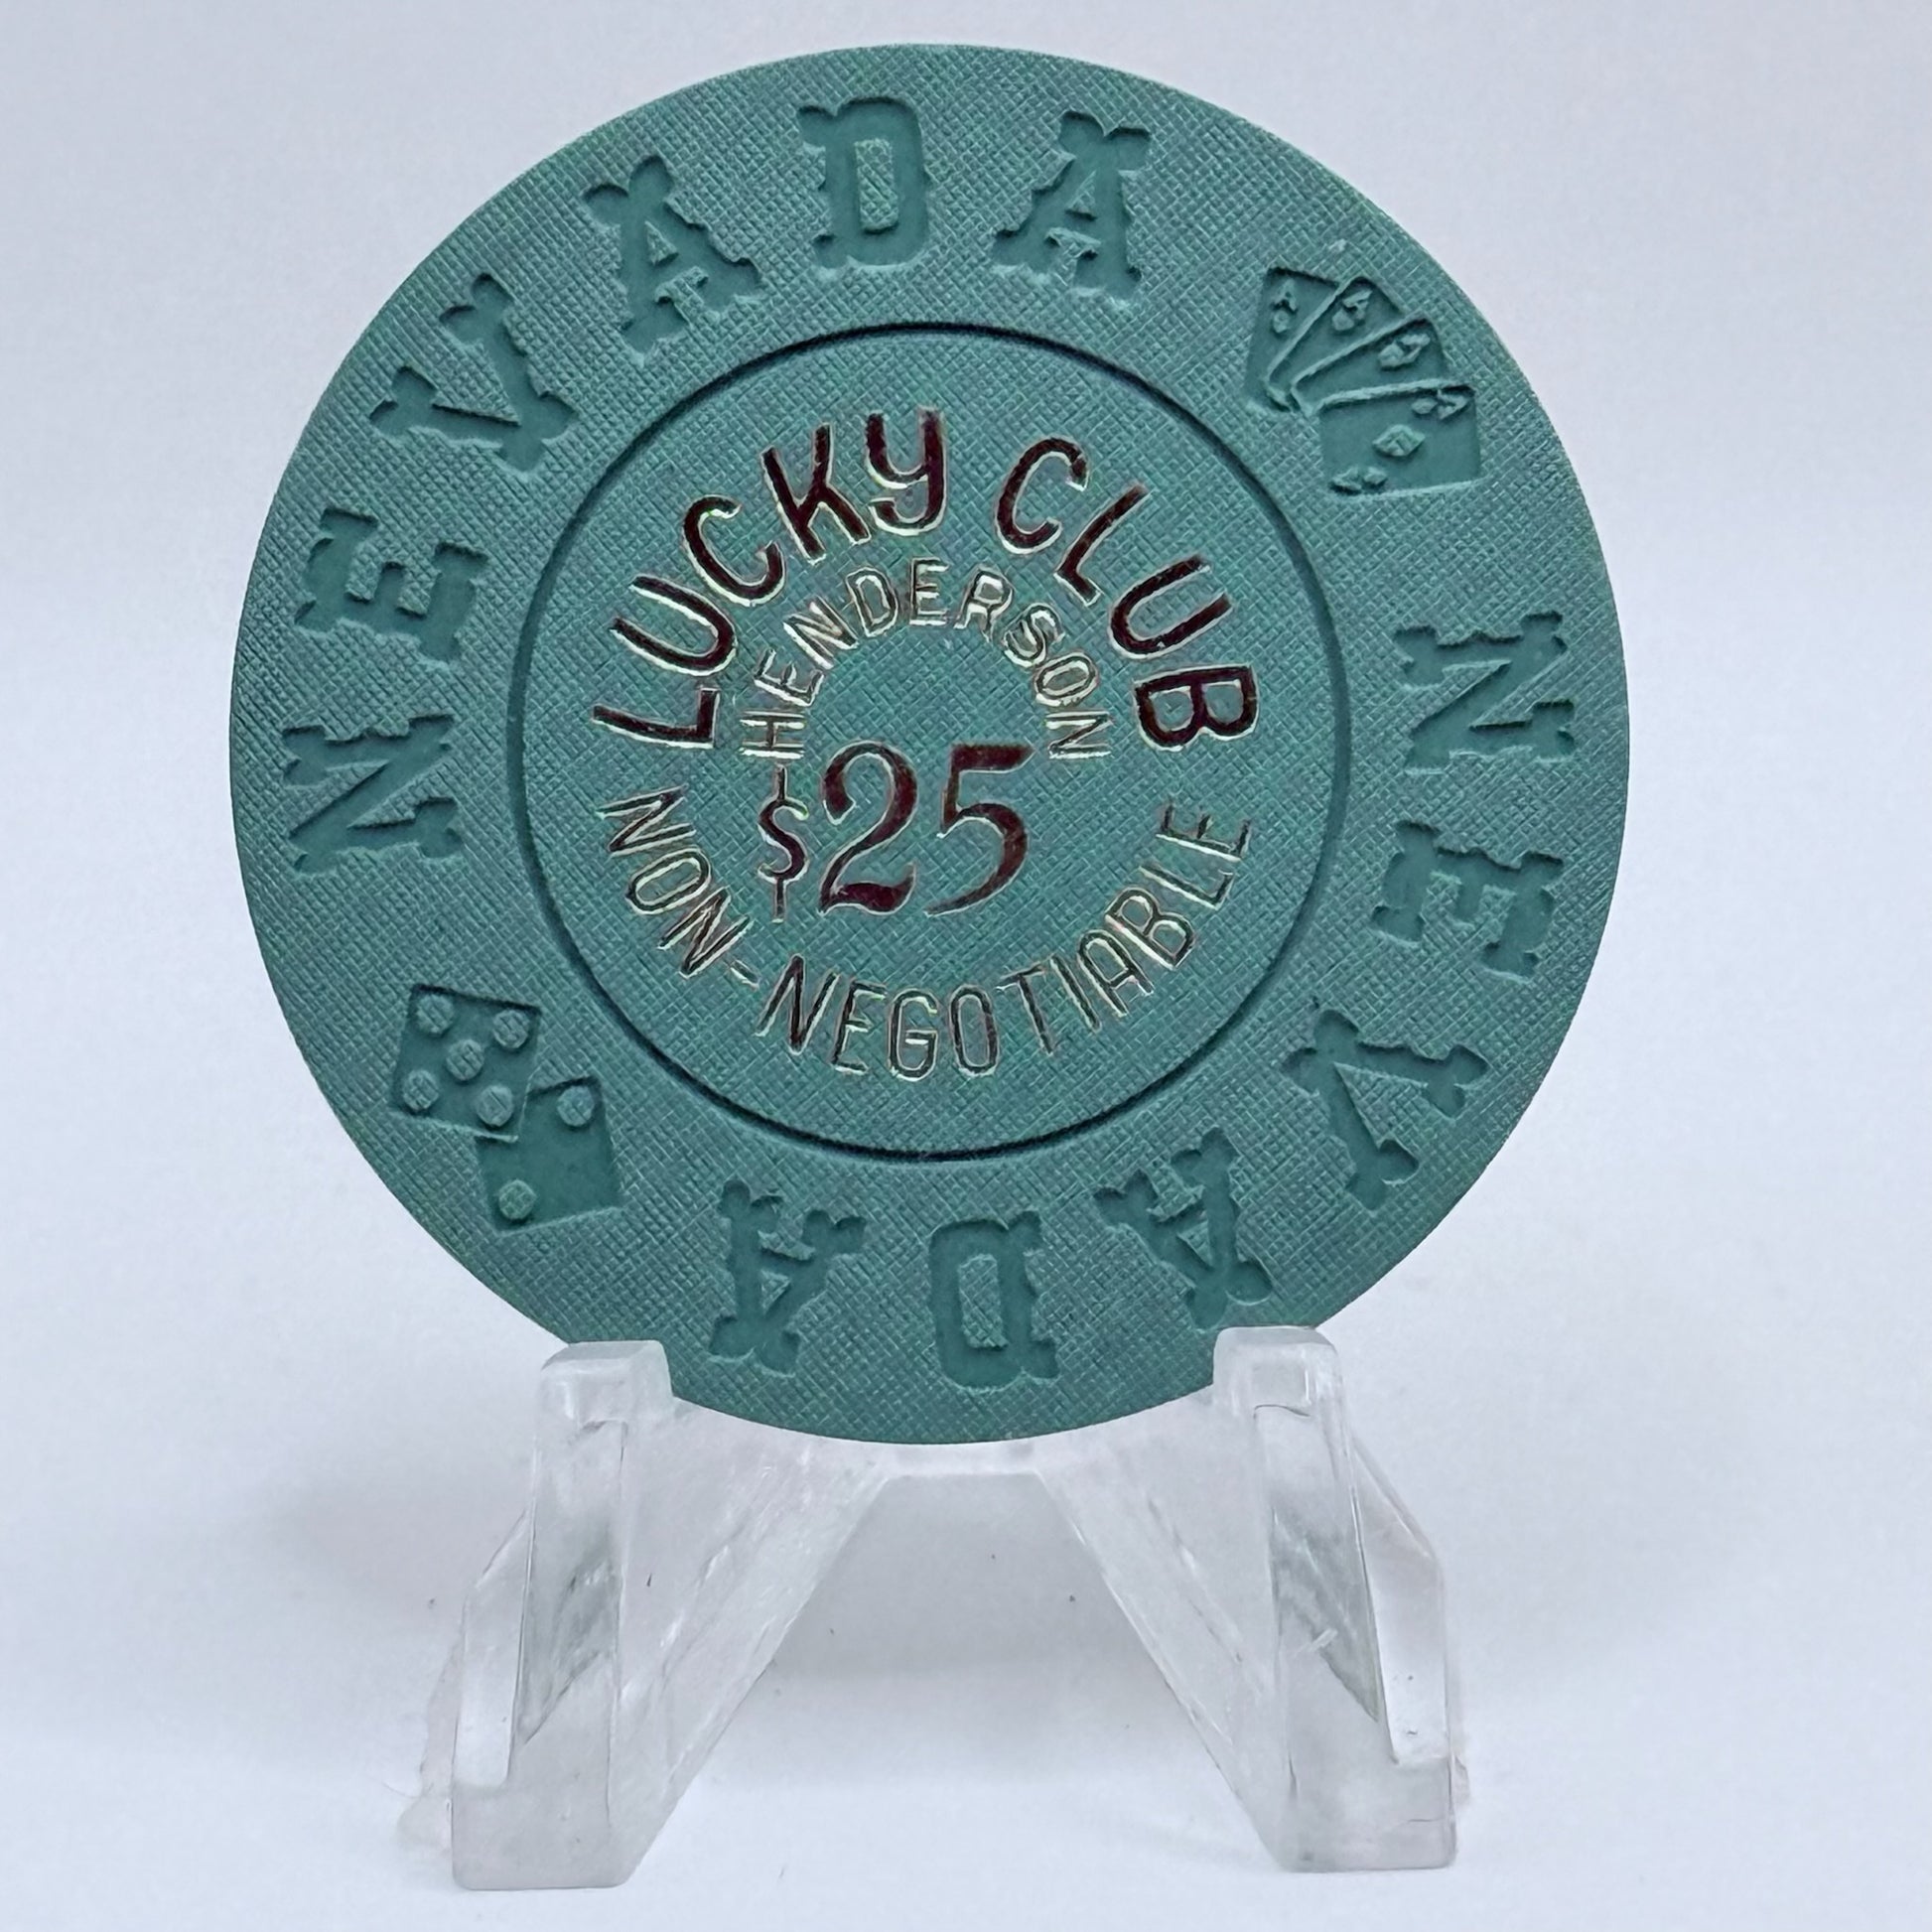 NEVADA
LUCKY CLUB
HENDERSON
$25
NON-NEGOTIABLE
NEVADA